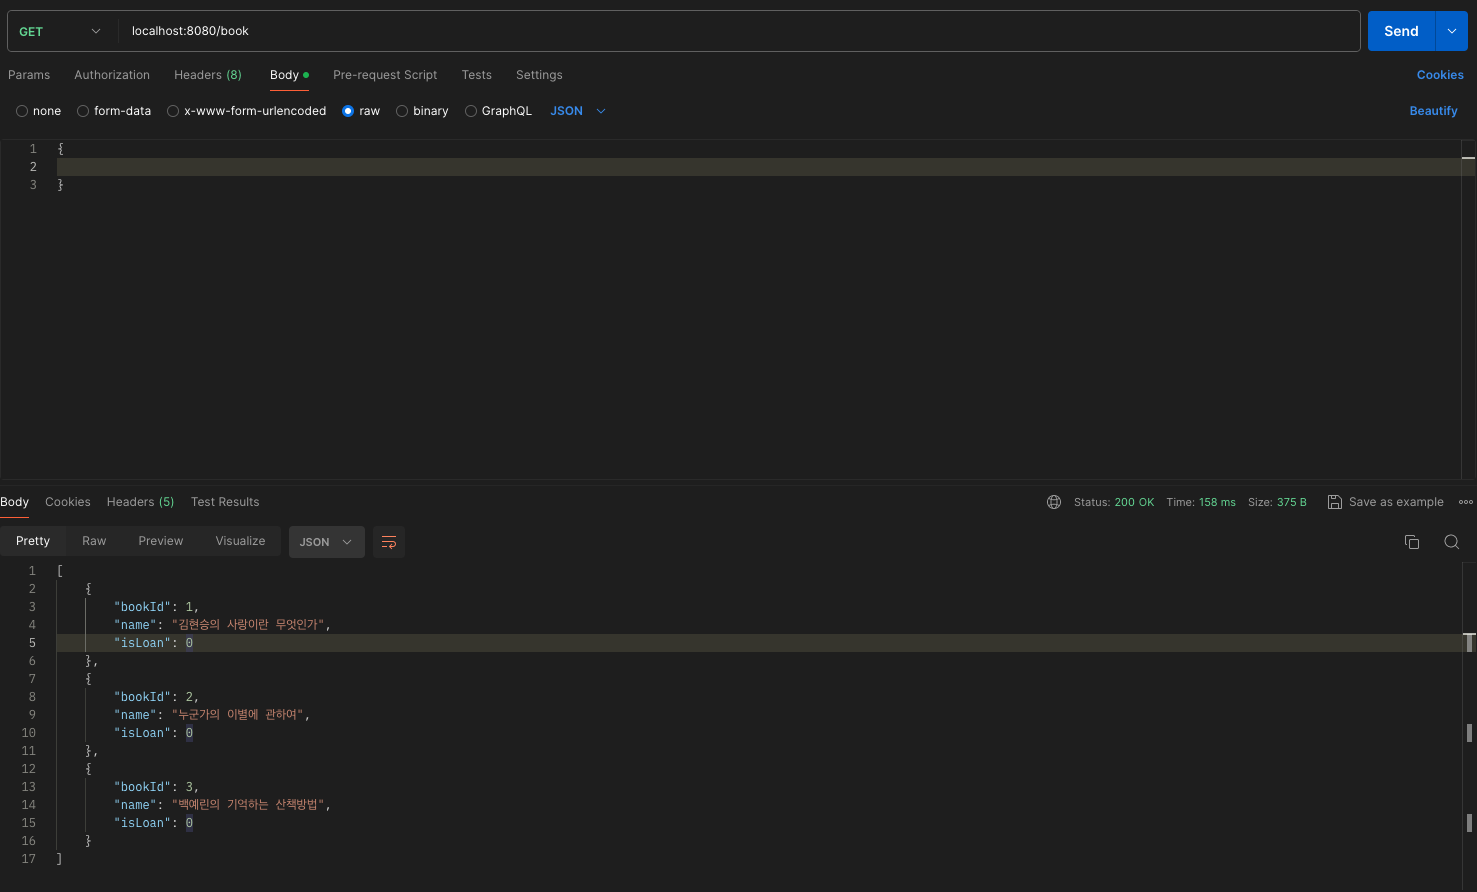 GET localhost:8080/book Send
Params Authorization Headers (8) Body Pre-request Script Tests Settings Cookies
none form-data x-www-form-urlencoded raw binary GraphQL JSON Beautify
1 {
2
3 }
Body Cookies Headers (5) Test Results Status: 200 OK Time: 158 ms Size: 375 B Save as example
Pretty Raw Preview Visualize JSON
1 [
2 {
3 "bookId": 1,
4 "name": "김현승의 사랑이란 무엇인가",
5 "isLoan": 0
6 },
7 {
8 "bookId": 2,
9 "name": "누군가의 이별에 관하여",
10 "isLoan": 0
11 },
12 {
13 "bookId": 3,
14 "name": "백예린의 기억하는 산책방법",
15 "isLoan": 0
16 }
17 ]